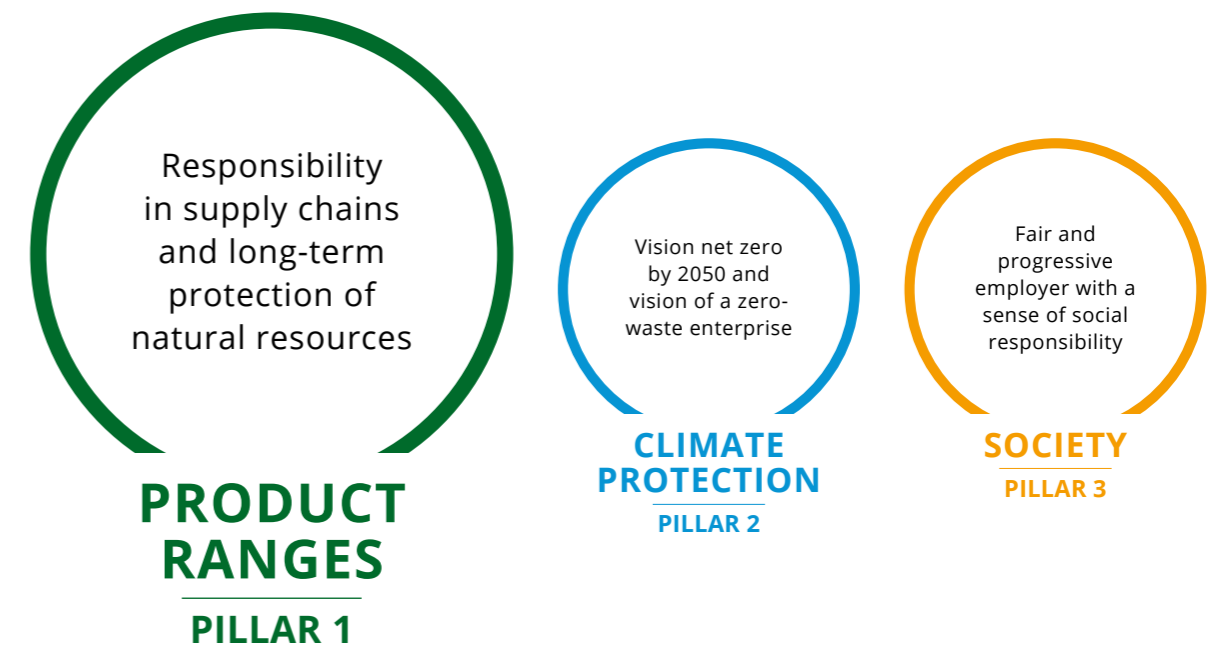 Responsibility
in supply chains
and long-term
protection of
natural resources
PRODUCT
RANGES
PILLAR 1
Vision net zero
by 2050 and
vision of a zero-
waste enterprise
CLIMATE
PROTECTION
PILLAR 2
Fair and
progressive
employer with a
sense of social
responsibility
SOCIETY
PILLAR 3